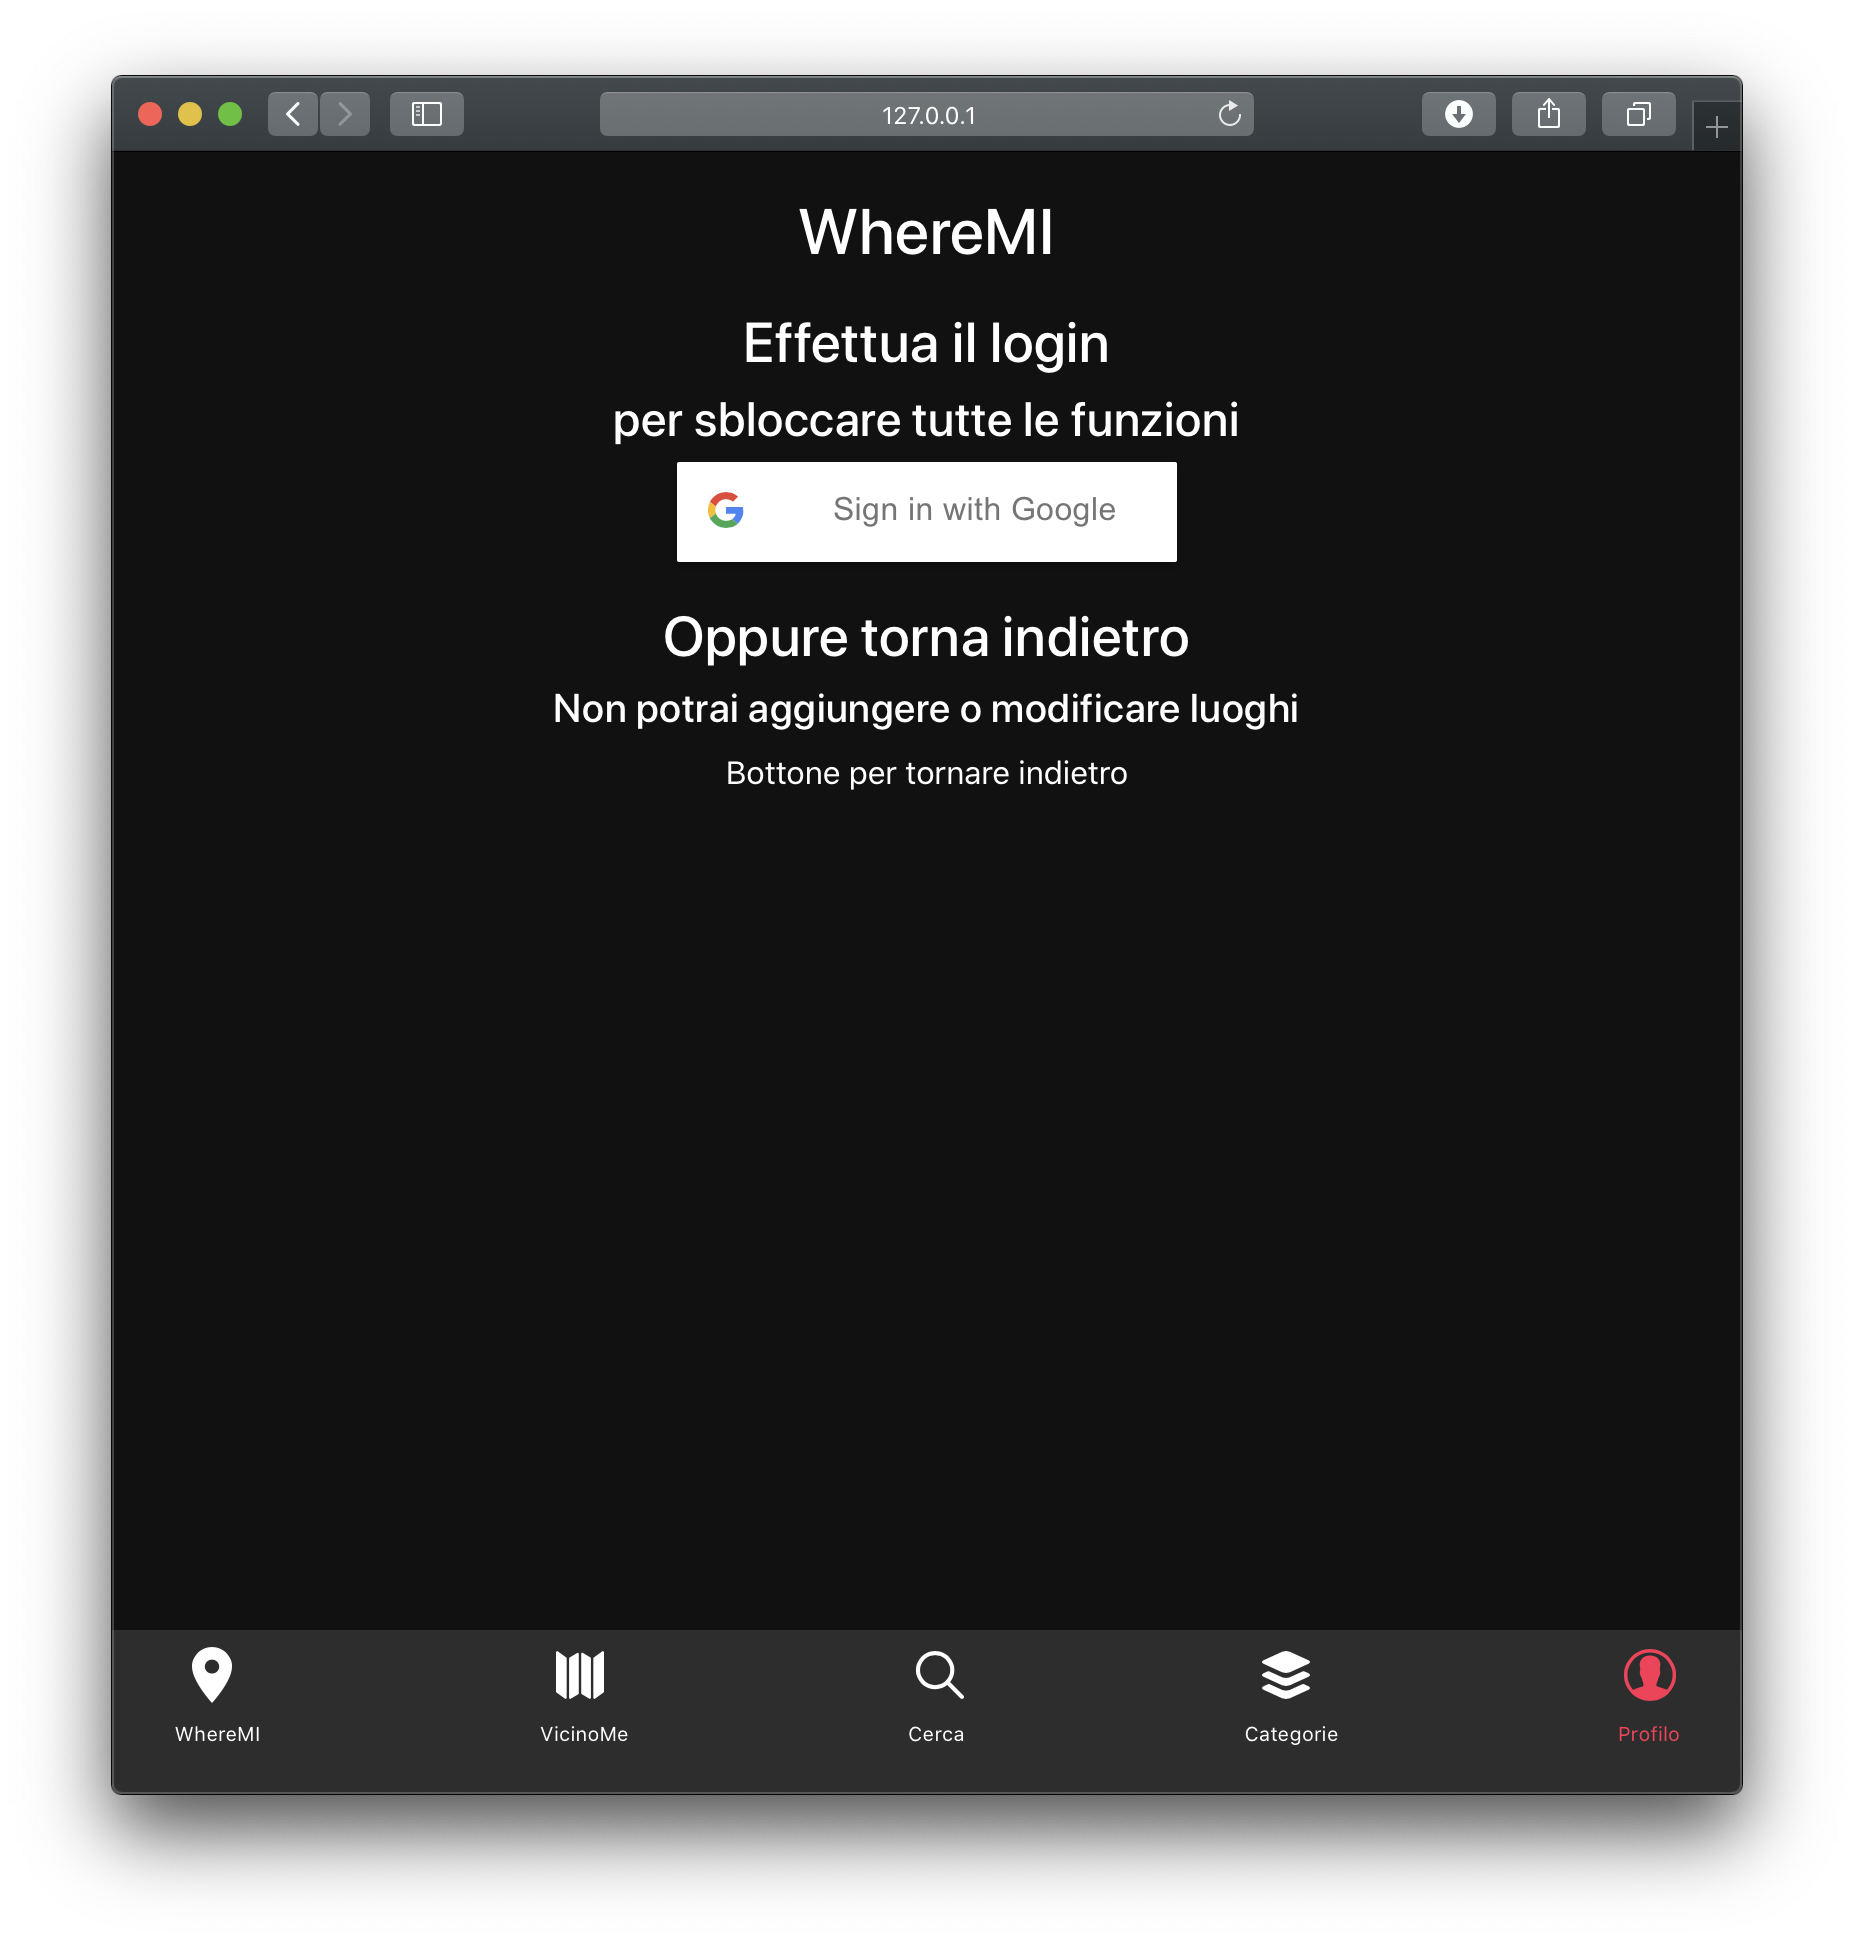 127.0.0.1
WhereMI
Effettua il login
per sbloccare tutte le funzioni
Sign in with Google
Oppure torna indietro
Non potrai aggiungere o modificare luoghi
Bottone per tornare indietro
WhereMI
VicinoMe
Cerca
Categorie
Profilo